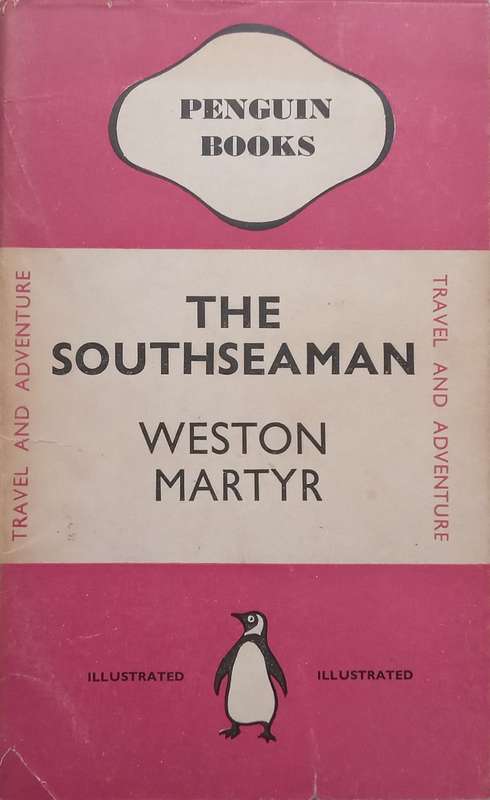 PENGUIN
BOOKS
TRAVEL AND ADVENTURE
THE
SOUTHSEAMAN
WESTON
MARTYR
TRAVEL AND ADVENTURE
ILLUSTRATED
ILLUSTRATED